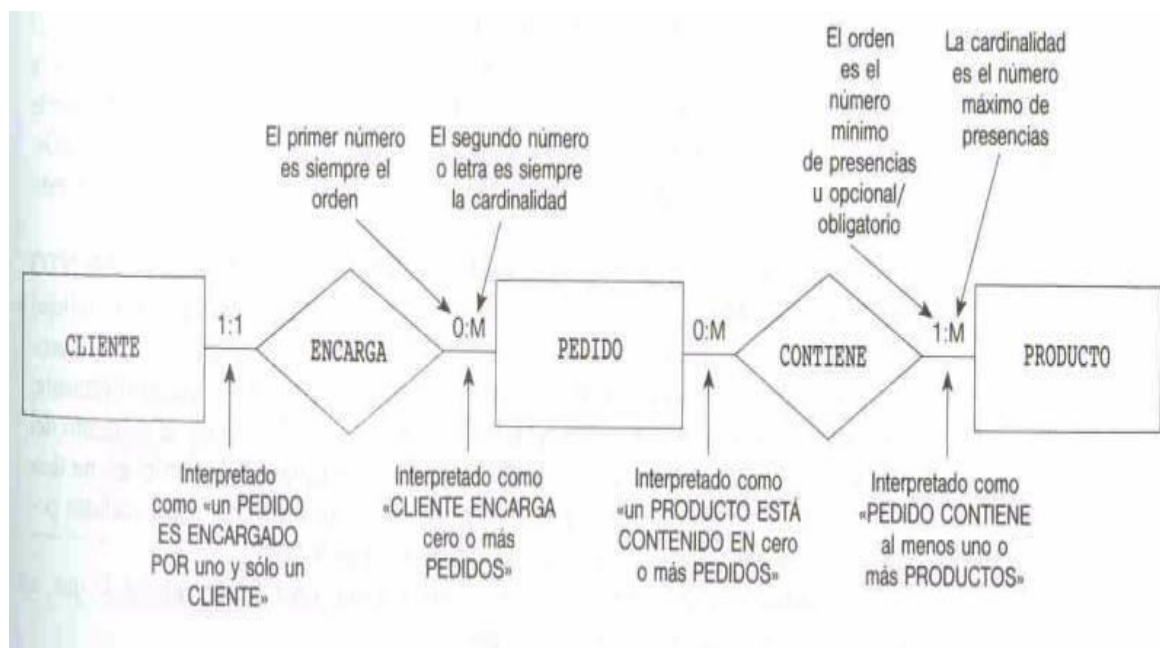 El orden
es el
número
mínimo
de presencias
u opcional/
obligatorio
La cardinalidad
es el número
máximo de
presencias
El primer número
es siempre el
orden
El segundo número
o letra es siempre
la cardinalidad
CLIENTE
1:1
ENCARGA
0:M
PEDIDO
0:M
CONTIENE
1:M
PRODUCTO
Interpretado
como «un PEDIDO
ES ENCARGADO
POR uno y sólo un
CLIENTE»
Interpretado como
«CLIENTE ENCARGA
cero o más
PEDIDOS»
Interpretado como
«un PRODUCTO ESTÁ
CONTENIDO EN cero
o más PEDIDOS»
Interpretado como
«PEDIDO CONTIENE
al menos uno o
más PRODUCTOS»